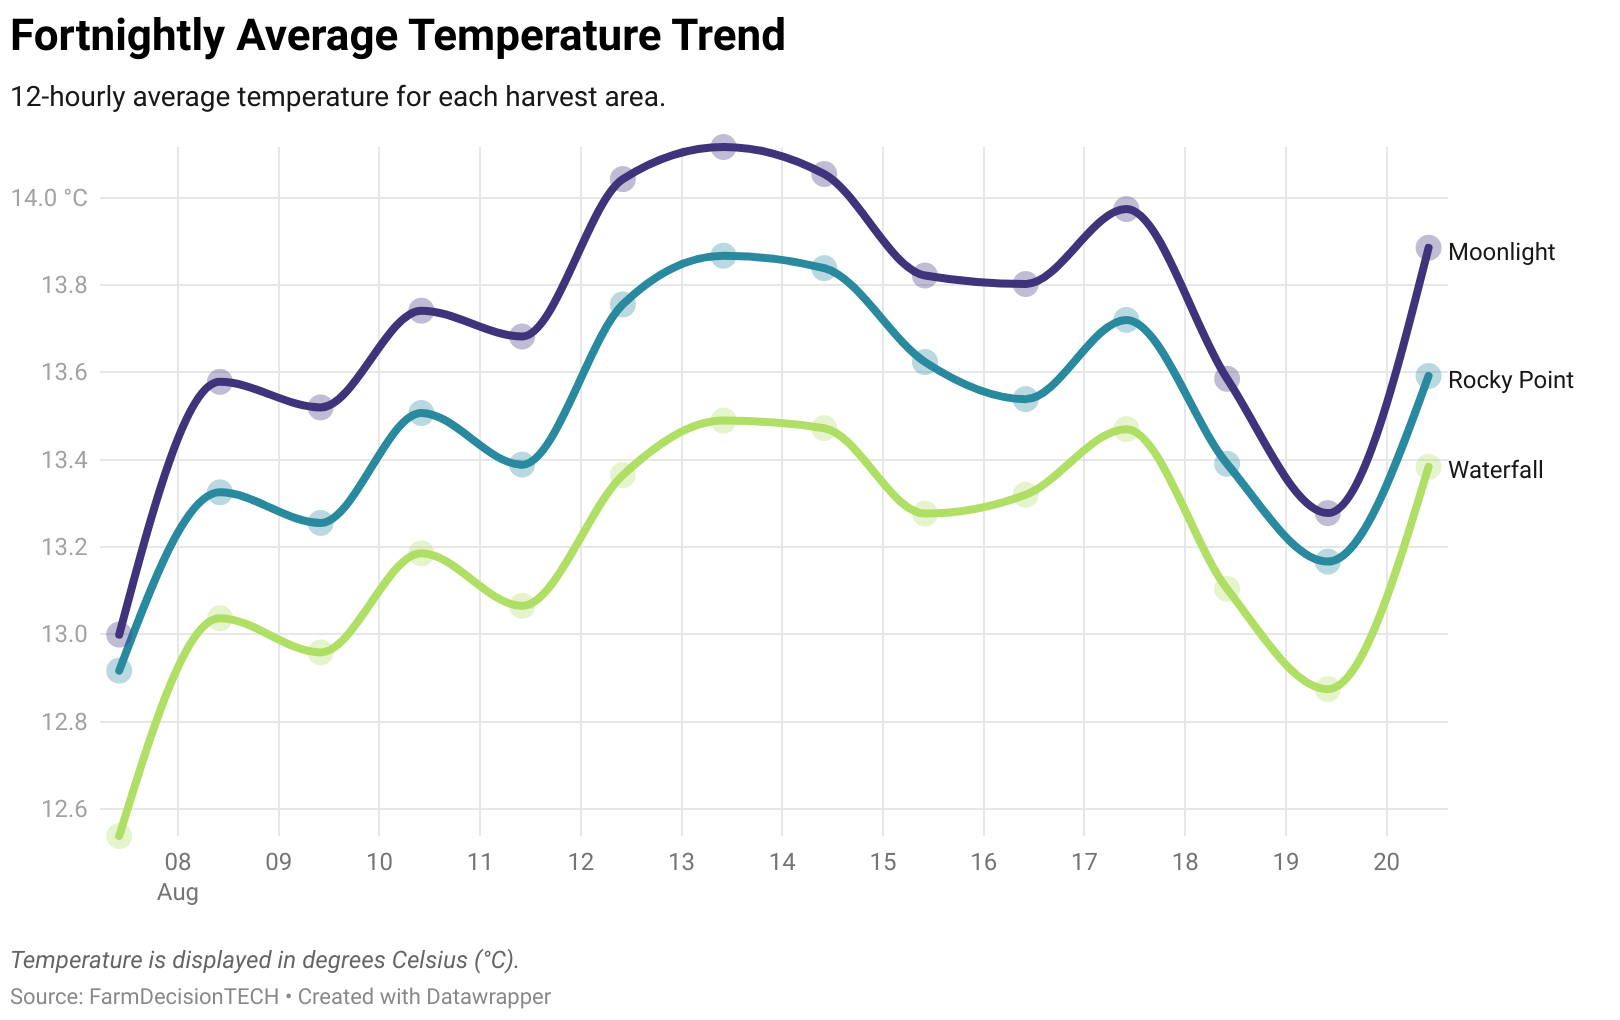 Fortnightly Average Temperature Trend
12-hourly average temperature for each harvest area.
14.0 °C
13.8
13.6
13.4
13.2
13.0
12.8
12.6
Moonlight
Rocky Point
Waterfall
08 09 10 11 12 13 14 15 16 17 18 19 20
Aug
Temperature is displayed in degrees Celsius (°C).
Source: FarmDecisionTECH • Created with Datawrapper